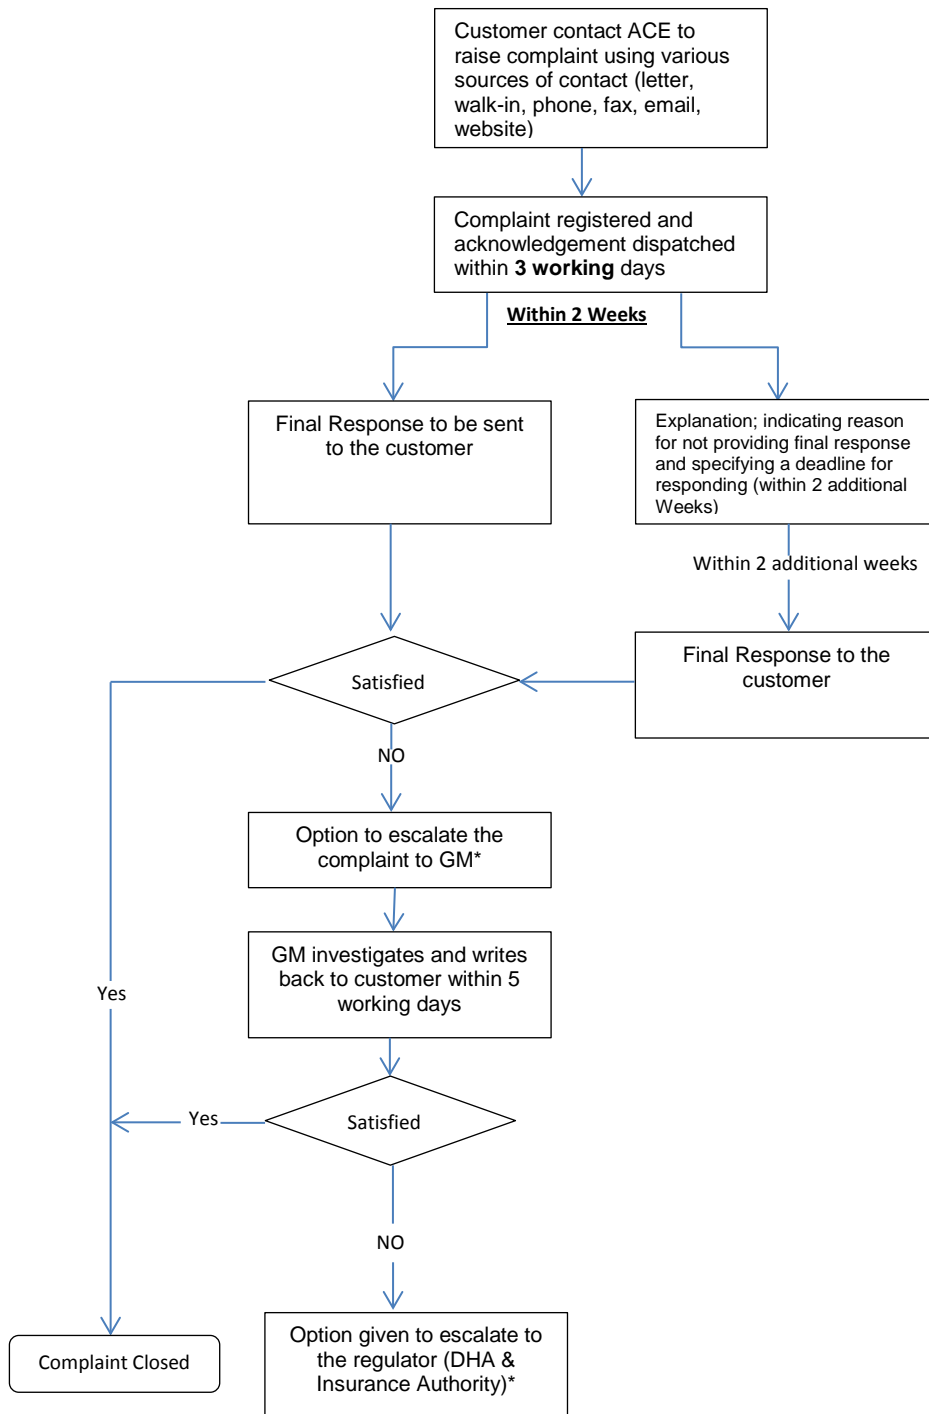 Customer contact ACE to
raise complaint using various
sources of contact (letter,
walk-in, phone, fax, email,
website)
Complaint registered and
acknowledgement dispatched
within 3 working days
Within 2 Weeks
Final Response to be sent
to the customer
Explanation; indicating reason
for not providing final response
and specifying a deadline for
responding (within 2 additional
Weeks)
Within 2 additional weeks
Final Response to the
customer
Satisfied
NO
Option to escalate the
complaint to GM*
GM investigates and writes
back to customer within 5
working days
Yes
Satisfied
Yes
NO
Option given to escalate to
the regulator (DHA &
Insurance Authority)*
Complaint Closed